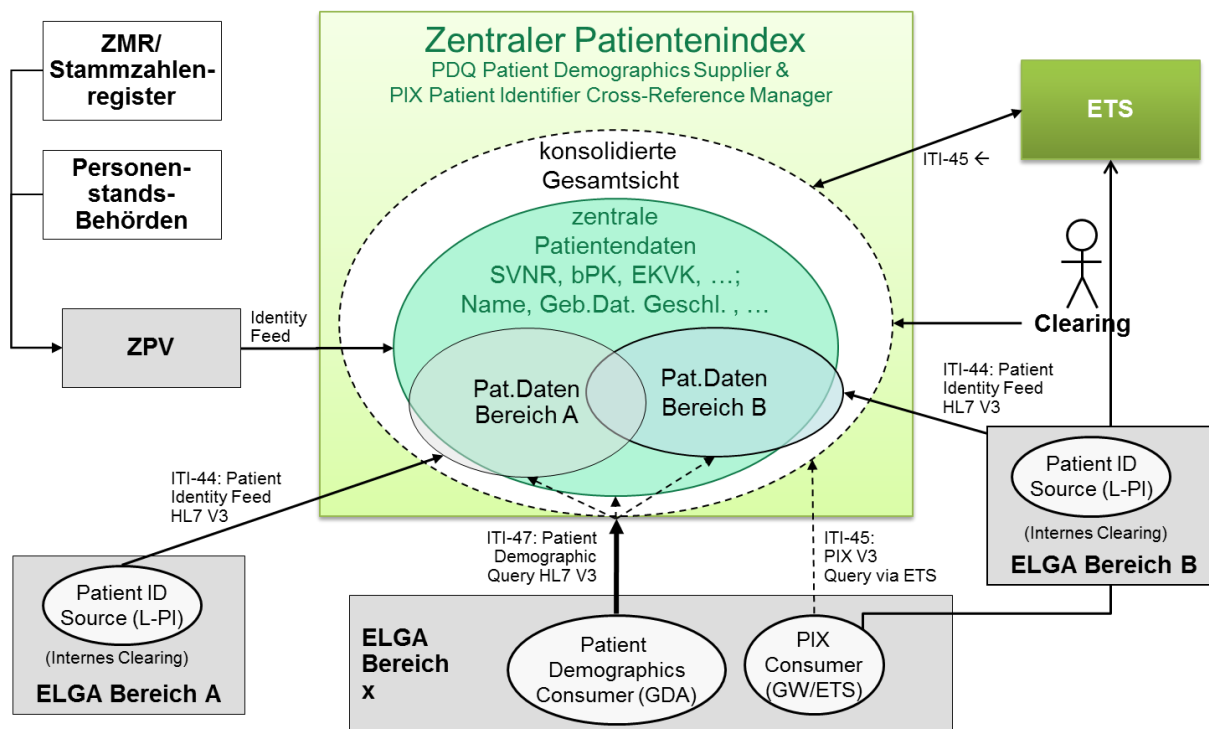 ZMR/
Stammzahlen-
register
Personen-
stands-
Behörden
ZPV
Identity
Feed
Zentraler Patientenindex
PDQ Patient Demographics Supplier &
PIX Patient Identifier Cross-Reference Manager
konsolidierte
Gesamtsicht
zentrale
Patientendaten
SVNR, bPK, EKVK, …;
Name, Geb.Dat. Geschl. , …
Pat.Daten
Bereich A
Pat.Daten
Bereich B
ETS
ITI-45 ←
Clearing
ITI-44: Patient
Identity Feed
HL7 V3
Patient ID
Source (L-PI)
(Internes Clearing)
ELGA Bereich B
ITI-44: Patient
Identity Feed
HL7 V3
Patient ID
Source (L-PI)
(Internes Clearing)
ELGA Bereich A
ITI-47: Patient
Demographic
Query HL7 V3
ITI-45:
PIX V3
Query via ETS
ELGA
Bereich
x
Patient
Demographics
Consumer (GDA)
PIX
Consumer
(GW/ETS)